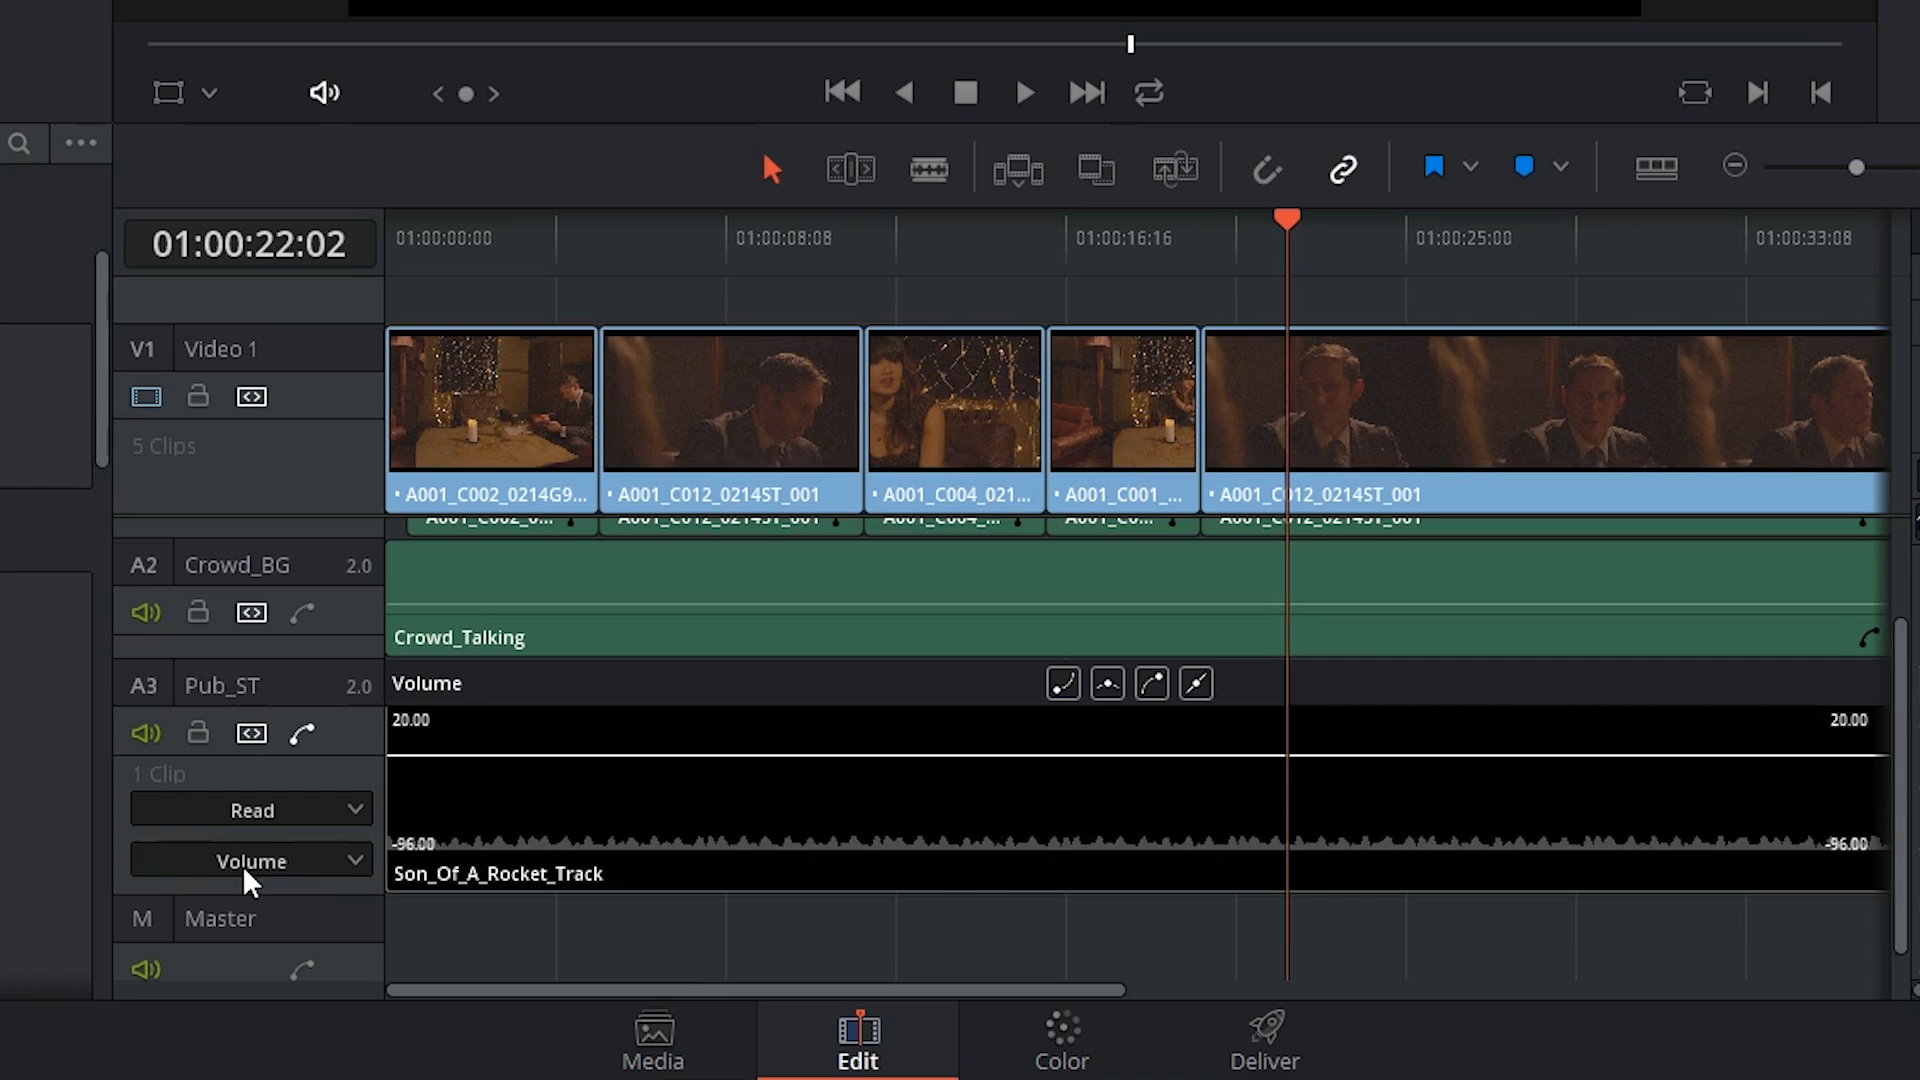 01:00:22:02
01:00:00:00 01:00:08:08 01:00:16:16 01:00:25:00 01:00:33:08
V1 Video 1
5 Clips
• A001_C002_0214G9... • A001_C012_0214ST_001 • A001_C004_021... • A001_C001_... • A001_C012_0214ST_001
A001_C002_0... A001_C012_0214ST_001 A001_C004_... A001_C0... A001_C012_0214ST_001
A2 Crowd_BG 2.0
Crowd_Talking
A3 Pub_ST 2.0
Volume
20.00 20.00
1 Clip
Read
-96.00 -96.00
Volume
Son_Of_A_Rocket_Track
M Master
Media Edit Color Deliver